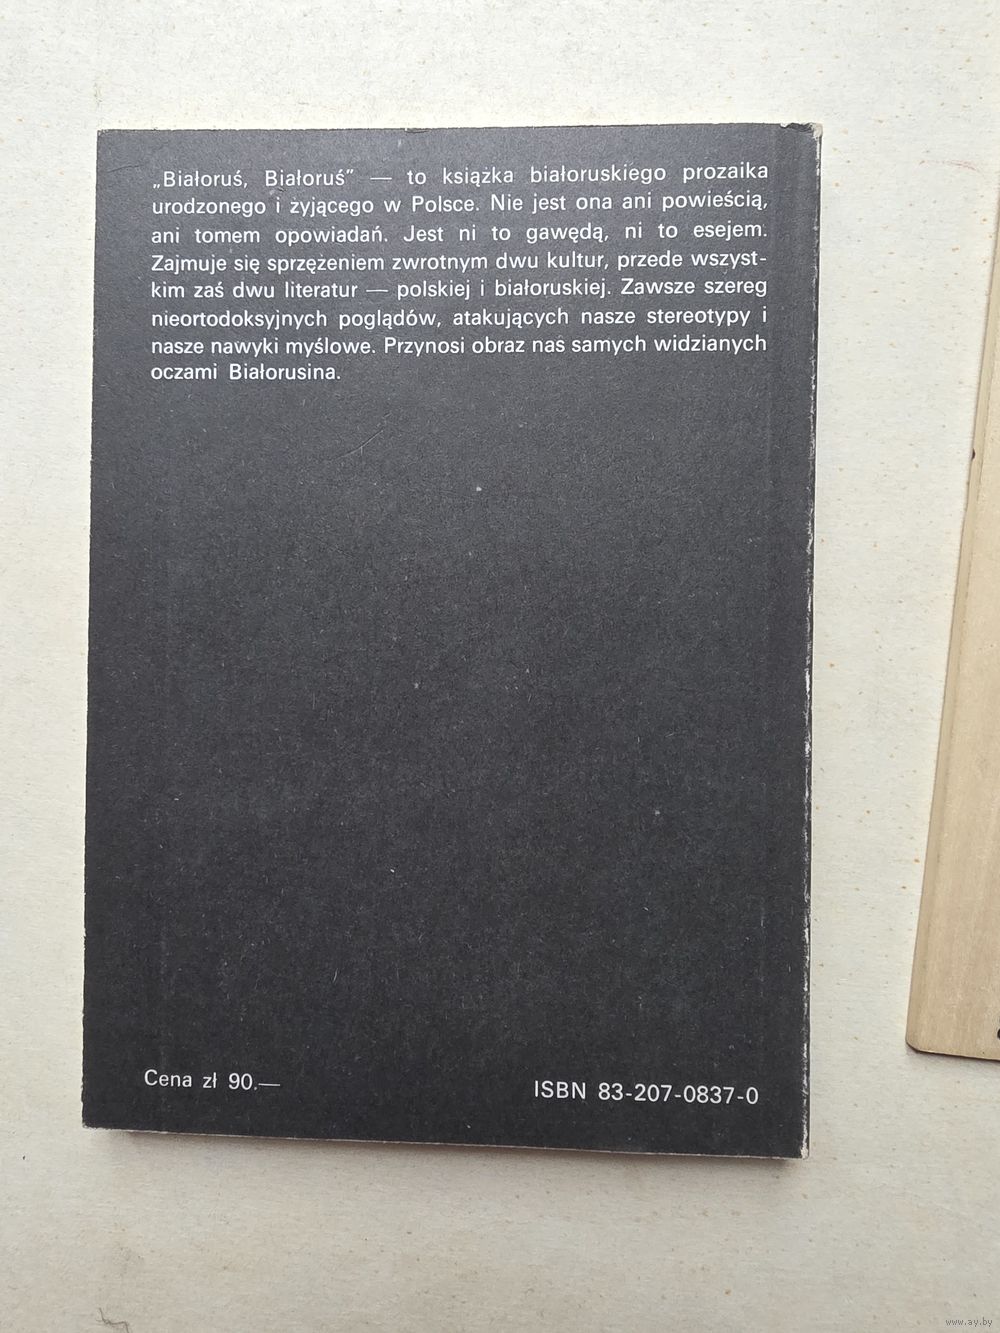 „Białoruś, Białoruś” — to książka białoruskiego prozaika
urodzonego i żyjącego w Polsce. Nie jest ona ani powieścią,
ani tomem opowiadań. Jest ni to gawędą, ni to esejem.
Zajmuje się sprzężeniem zwrotnym dwu kultur, przede wszyst-
kim zaś dwu literatur — polskiej i białoruskiej. Zawsze szereg
nieortodoksyjnych poglądów, atakujących nasze stereotypy i
nasze nawyki myślowe. Przynosi obraz nas samych widzianych
oczami Białorusina.
Cena zł 90.—
ISBN 83-207-0837-0
www.ay.by